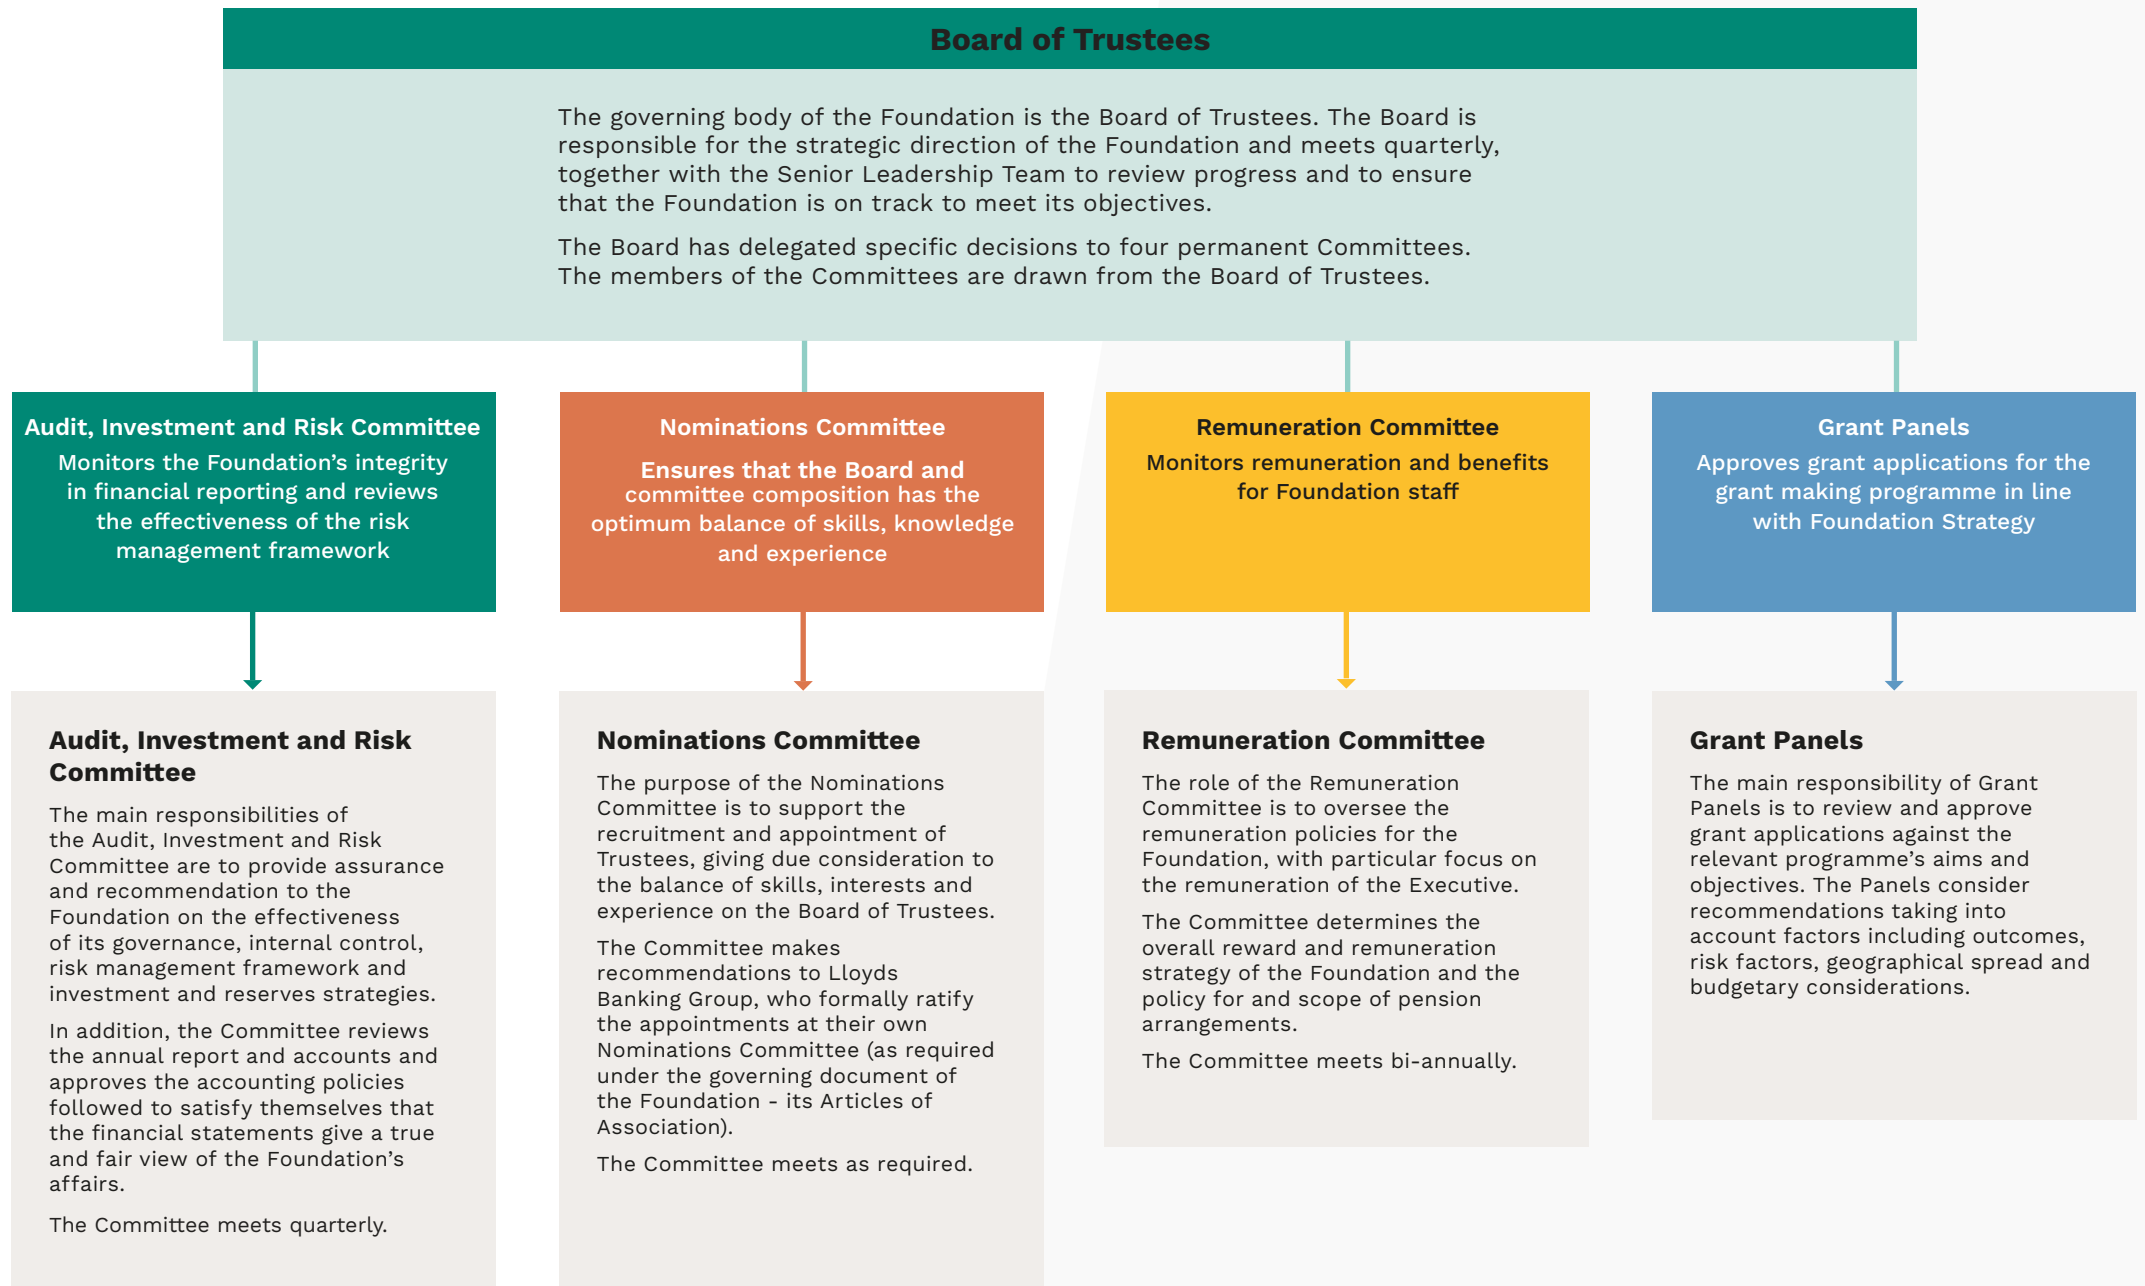 Board of Trustees
The governing body of the Foundation is the Board of Trustees. The Board is
responsible for the strategic direction of the Foundation and meets quarterly,
together with the Senior Leadership Team to review progress and to ensure
that the Foundation is on track to meet its objectives.
The Board has delegated specific decisions to four permanent Committees.
The members of the Committees are drawn from the Board of Trustees.
Audit, Investment and Risk Committee
Monitors the Foundation’s integrity
in financial reporting and reviews
the effectiveness of the risk
management framework
Nominations Committee
Ensures that the Board and
committee composition has the
optimum balance of skills, knowledge
and experience
Remuneration Committee
Monitors remuneration and benefits
for Foundation staff
Grant Panels
Approves grant applications for the
grant making programme in line
with Foundation Strategy
Audit, Investment and Risk
Committee
The main responsibilities of
the Audit, Investment and Risk
Committee are to provide assurance
and recommendation to the
Foundation on the effectiveness
of its governance, internal control,
risk management framework and
investment and reserves strategies.
In addition, the Committee reviews
the annual report and accounts and
approves the accounting policies
followed to satisfy themselves that
the financial statements give a true
and fair view of the Foundation’s
affairs.
The Committee meets quarterly.
Nominations Committee
The purpose of the Nominations
Committee is to support the
recruitment and appointment of
Trustees, giving due consideration to
the balance of skills, interests and
experience on the Board of Trustees.
The Committee makes
recommendations to Lloyds
Banking Group, who formally ratify
the appointments at their own
Nominations Committee (as required
under the governing document of
the Foundation - its Articles of
Association).
The Committee meets as required.
Remuneration Committee
The role of the Remuneration
Committee is to oversee the
remuneration policies for the
Foundation, with particular focus on
the remuneration of the Executive.
The Committee determines the
overall reward and remuneration
strategy of the Foundation and the
policy for and scope of pension
arrangements.
The Committee meets bi-annually.
Grant Panels
The main responsibility of Grant
Panels is to review and approve
grant applications against the
relevant programme’s aims and
objectives. The Panels consider
recommendations taking into
account factors including outcomes,
risk factors, geographical spread and
budgetary considerations.